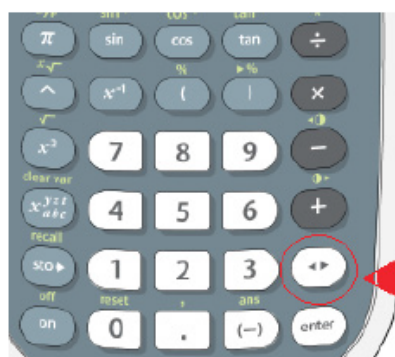 sin cos tan
π sin cos tan ÷
x√ % ►%
^ x⁻¹ ( ) ×
√ ◄◑
x² 7 8 9 −
clear var ◑►
x y z t a b c 4 5 6 +
recall
sto► 1 2 3 ◄►
off reset , ans
on 0 . (−) enter